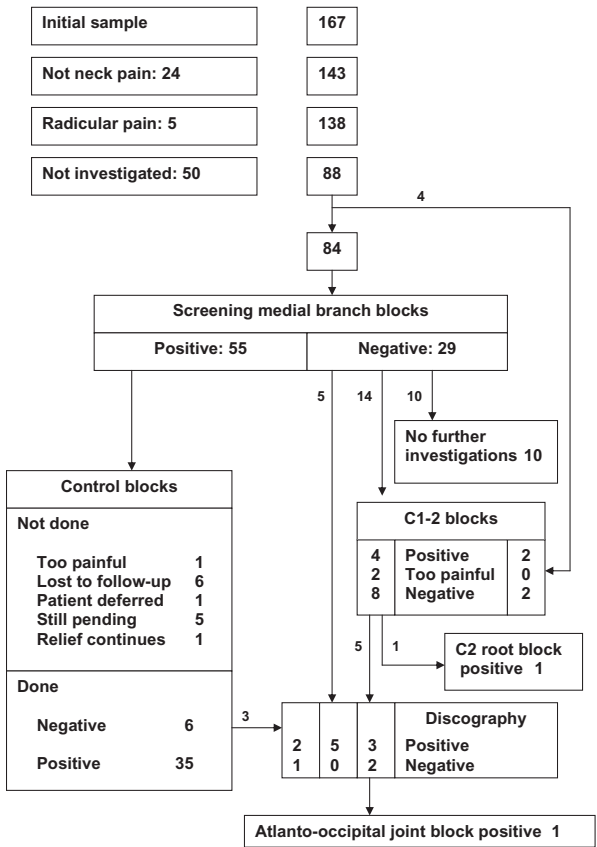 Initial sample 167
Not neck pain: 24 143
Radicular pain: 5 138
Not investigated: 50 88
4
84
Screening medial branch blocks
Positive: 55 Negative: 29
5 14 10
No further
investigations 10
Control blocks
Not done
Too painful 1
Lost to follow-up 6
Patient deferred 1
Still pending 5
Relief continues 1
Done
Negative 6
Positive 35
C1-2 blocks
4 Positive 2
2 Too painful 0
8 Negative 2
5 1
C2 root block
positive 1
3
Discography
2 5 3 Positive
1 0 2 Negative
Atlanto-occipital joint block positive 1